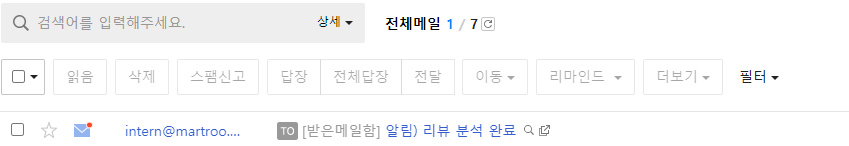 검색어를 입력해주세요. 상세 전체메일 1 / 7
읽음 삭제 스팸신고 답장 전체답장 전달 이동 리마인드 더보기 필터
intern@martroo.... TO [받은메일함] 알림) 리뷰 분석 완료